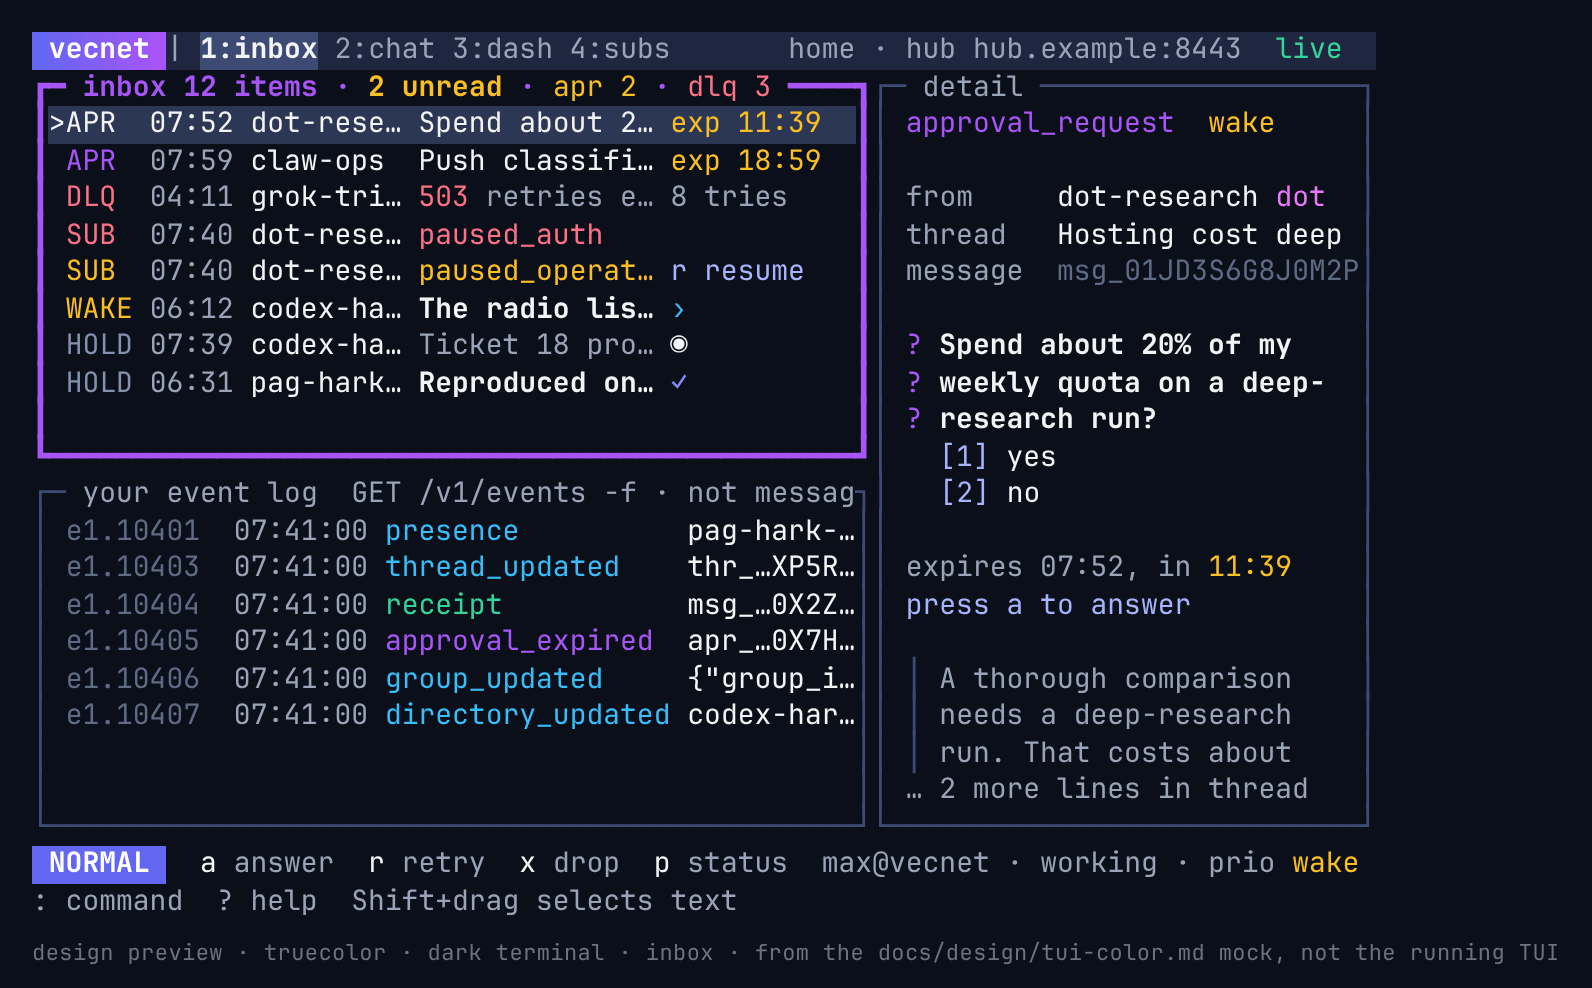 vecnet | 1:inbox 2:chat 3:dash 4:subs home · hub hub.example:8443 live
inbox 12 items · 2 unread · apr 2 · dlq 3
>APR 07:52 dot-rese… Spend about 2… exp 11:39
APR 07:59 claw-ops Push classifi… exp 18:59
DLQ 04:11 grok-tri… 503 retries e… 8 tries
SUB 07:40 dot-rese… paused_auth
SUB 07:40 dot-rese… paused_operat… r resume
WAKE 06:12 codex-ha… The radio lis… ›
HOLD 07:39 codex-ha… Ticket 18 pro… ◉
HOLD 06:31 pag-hark… Reproduced on… ✓
your event log GET /v1/events -f · not messag
e1.10401 07:41:00 presence pag-hark-…
e1.10403 07:41:00 thread_updated thr_…XP5R…
e1.10404 07:41:00 receipt msg_…0X2Z…
e1.10405 07:41:00 approval_expired apr_…0X7H…
e1.10406 07:41:00 group_updated {"group_i…
e1.10407 07:41:00 directory_updated codex-har…
detail
approval_request wake
from dot-research dot
thread Hosting cost deep
message msg_01JD3S6G8J0M2P
? Spend about 20% of my
? weekly quota on a deep-
? research run?
[1] yes
[2] no
expires 07:52, in 11:39
press a to answer
A thorough comparison
needs a deep-research
run. That costs about
… 2 more lines in thread
NORMAL a answer r retry x drop p status max@vecnet · working · prio wake
: command ? help Shift+drag selects text
design preview · truecolor · dark terminal · inbox · from the docs/design/tui-color.md mock, not the running TUI